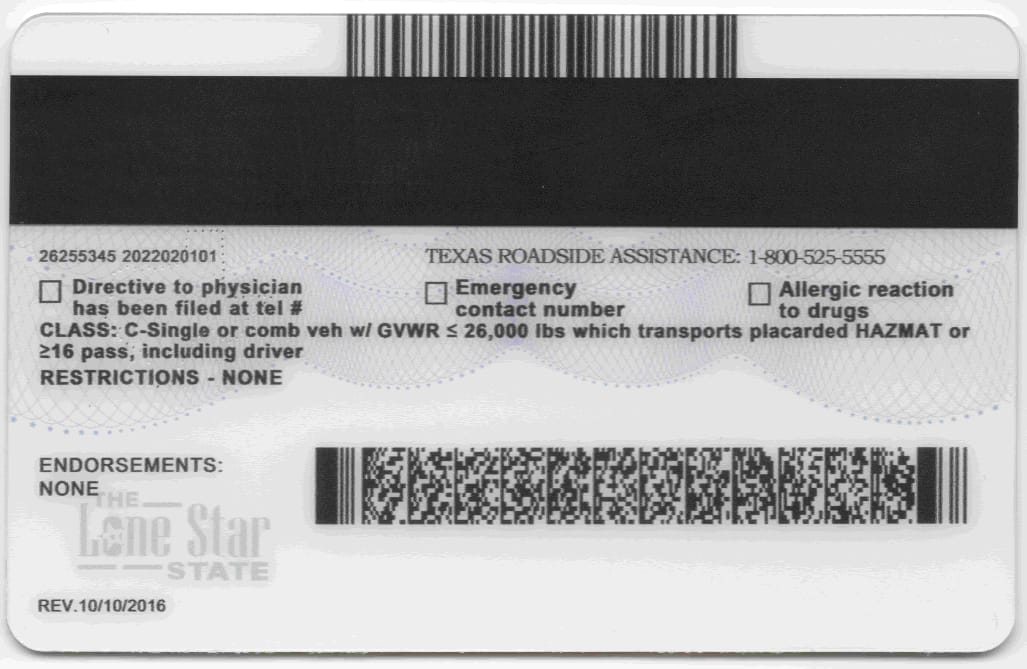 26255345 2022020101
TEXAS ROADSIDE ASSISTANCE: 1-800-525-5555
Directive to physician
has been filed at tel #
Emergency
contact number
Allergic reaction
to drugs
CLASS: C-Single or comb veh w/ GVWR ≤ 26,000 lbs which transports placarded HAZMAT or
≥16 pass, including driver
RESTRICTIONS - NONE
ENDORSEMENTS:
NONE
THE
Lone Star
STATE
REV.10/10/2016